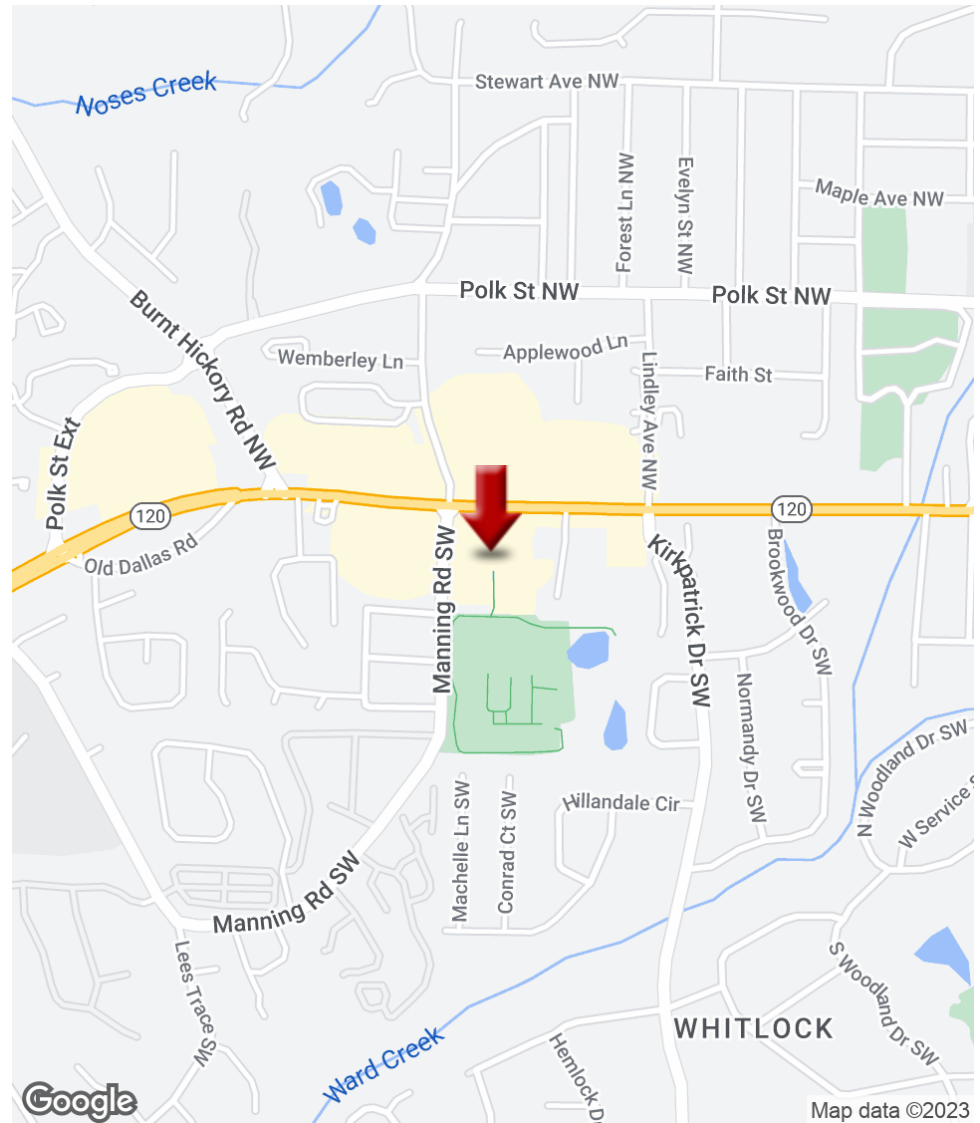 Noses Creek
Stewart Ave NW
Forest Ln NW
Evelyn St NW
Maple Ave NW
Burnt Hickory Rd NW
Polk St NW
Polk St NW
Wemberley Ln
Applewood Ln
Lindley Ave NW
Faith St
Polk St Ext
120
120
Old Dallas Rd
Manning Rd SW
Kirkpatrick Dr SW
Brookwood Dr SW
Normandy Dr SW
N Woodland Dr SW
W Service S
Hillandale Cir
Machelle Ln SW
Conrad Ct SW
Manning Rd SW
Lees Trace SW
S Woodland Dr SW
WHITLOCK
Ward Creek
Hemlock D
Google
Map data ©2023